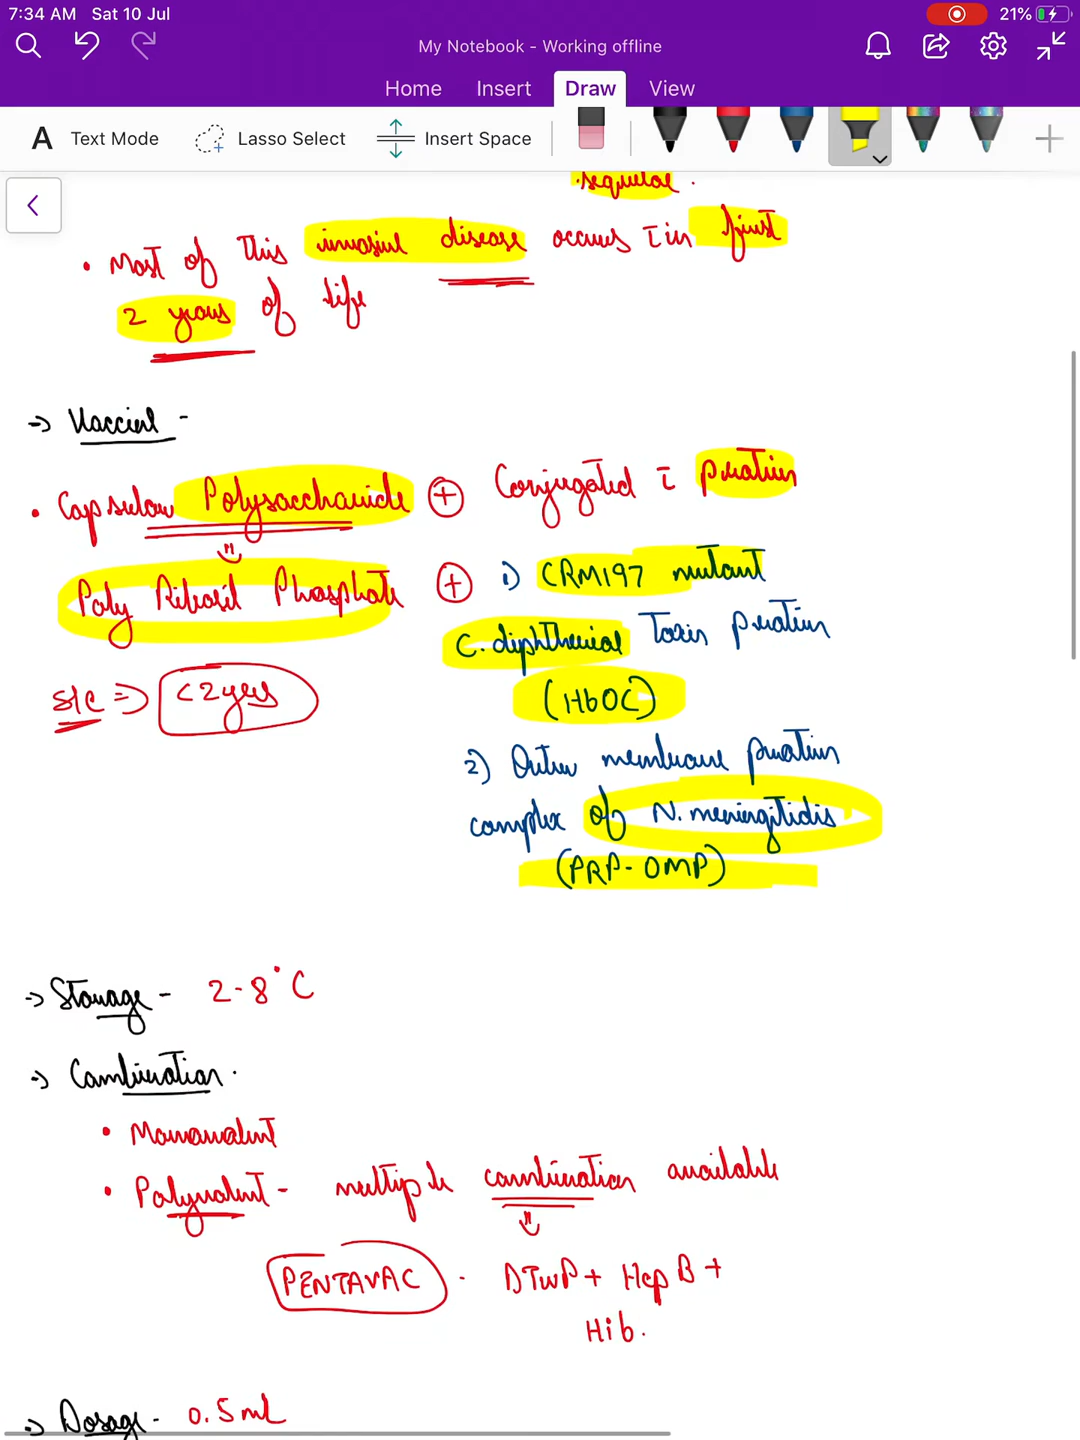 7:34 AM Sat 10 Jul
21%
My Notebook - Working offline
Home Insert Draw View
A Text Mode Lasso Select Insert Space
sequelae.
• Most of this invasive disease occurs in first
2 years of life
→ Vaccine -
• Capsular Polysaccharide + Conjugated c protein
Poly Ribosil Phosphate + 1) CRM197 mutant
C. diphtheriae Toxin protein
(HbOC)
s/c ⇒ <2yrs
2) Outer membrane protein
complex of N. meningitidis
(PRP-OMP)
→ Storage - 2-8°C
→ Combination.
• Monovalent
• Polyvalent - multiple combination available
PENTAVAC . DTwP + Hep B +
Hib.
→ Dosage - 0.5 mL